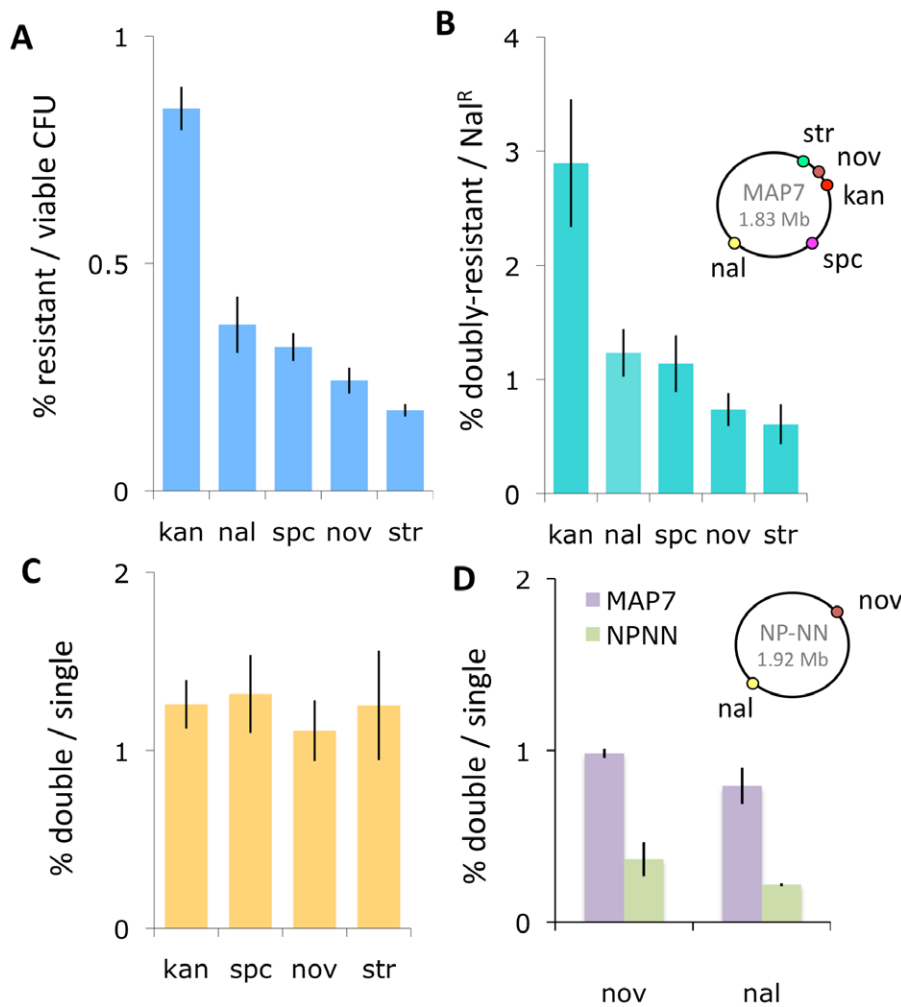 A
% resistant / viable CFU
1
0.5
0
kan nal spc nov str
B
% doubly-resistant / Nal^R
4
3
2
1
0
kan nal spc nov str
str
nov
kan
MAP7
1.83 Mb
nal
spc
C
% double / single
2
1
0
kan spc nov str
D
% double / single
2
1
0
MAP7
NPNN
nov
NP-NN
1.92 Mb
nal
nov nal